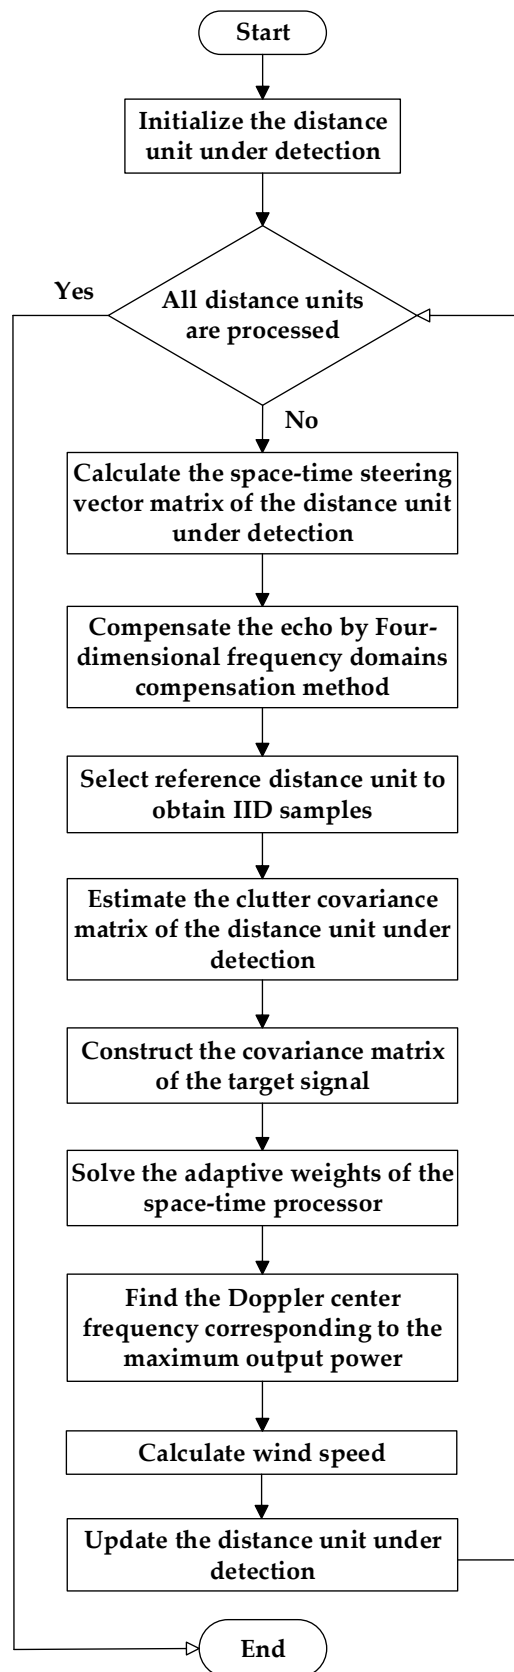 Start
Initialize the distance
unit under detection
Yes
All distance units
are processed
No
Calculate the space-time steering
vector matrix of the distance unit
under detection
Compensate the echo by Four-
dimensional frequency domains
compensation method
Select reference distance unit to
obtain IID samples
Estimate the clutter covariance
matrix of the distance unit under
detection
Construct the covariance matrix
of the target signal
Solve the adaptive weights of the
space-time processor
Find the Doppler center
frequency corresponding to the
maximum output power
Calculate wind speed
Update the distance unit under
detection
End